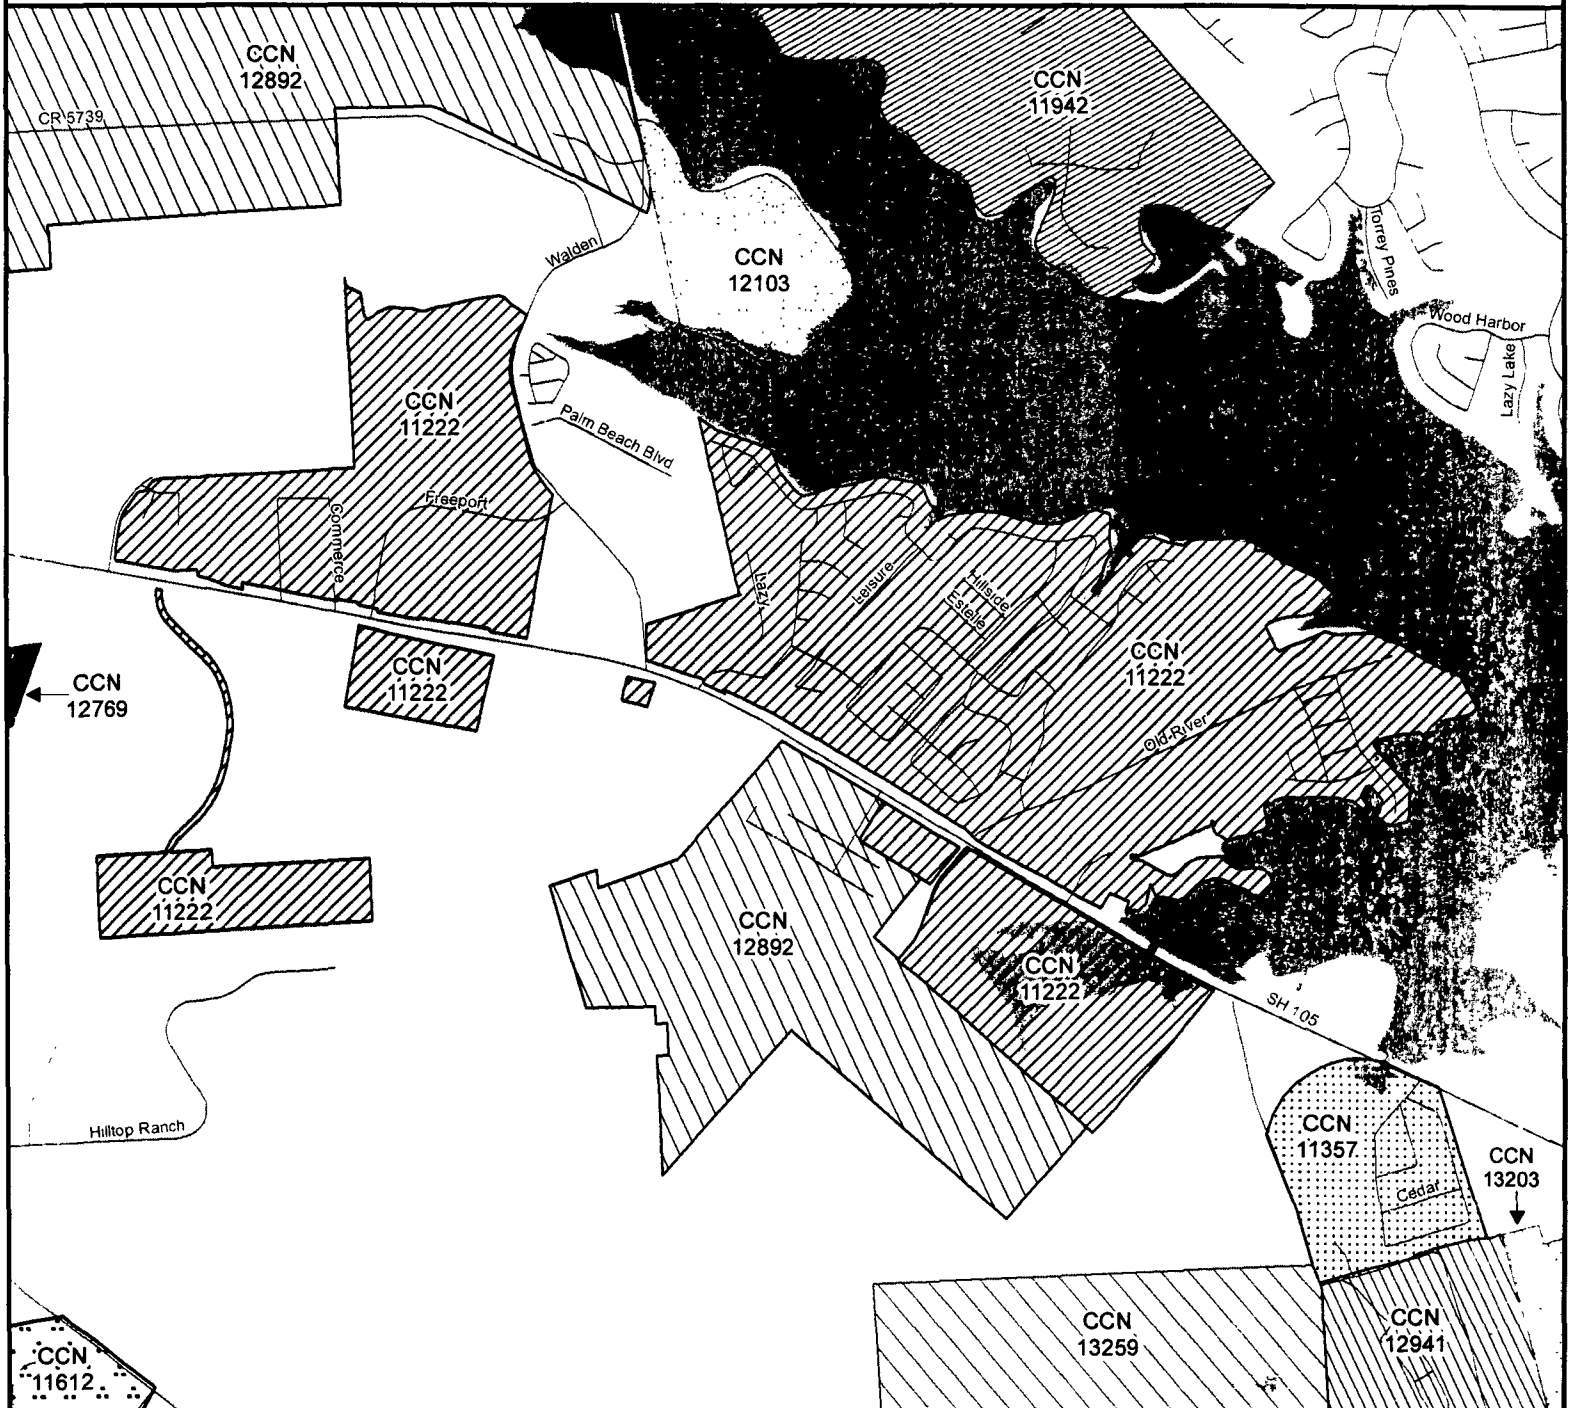 CCN
12892
CCN
11942
CR 5739
Torrey Pines
Walden
CCN
12103
Wood Harbor
Lazy Lake
CCN
11222
Palm Beach Blvd
Freeport
Commerce
Lazy
Leisure
Hillside
Estelle
CCN
11222
CCN
11222
CCN
12769
Old River
CCN
11222
CCN
12892
CCN
11222
SH 105
Hilltop Ranch
CCN
11357
CCN
13203
Cedar
CCN
13259
CCN
12941
CCN
11612